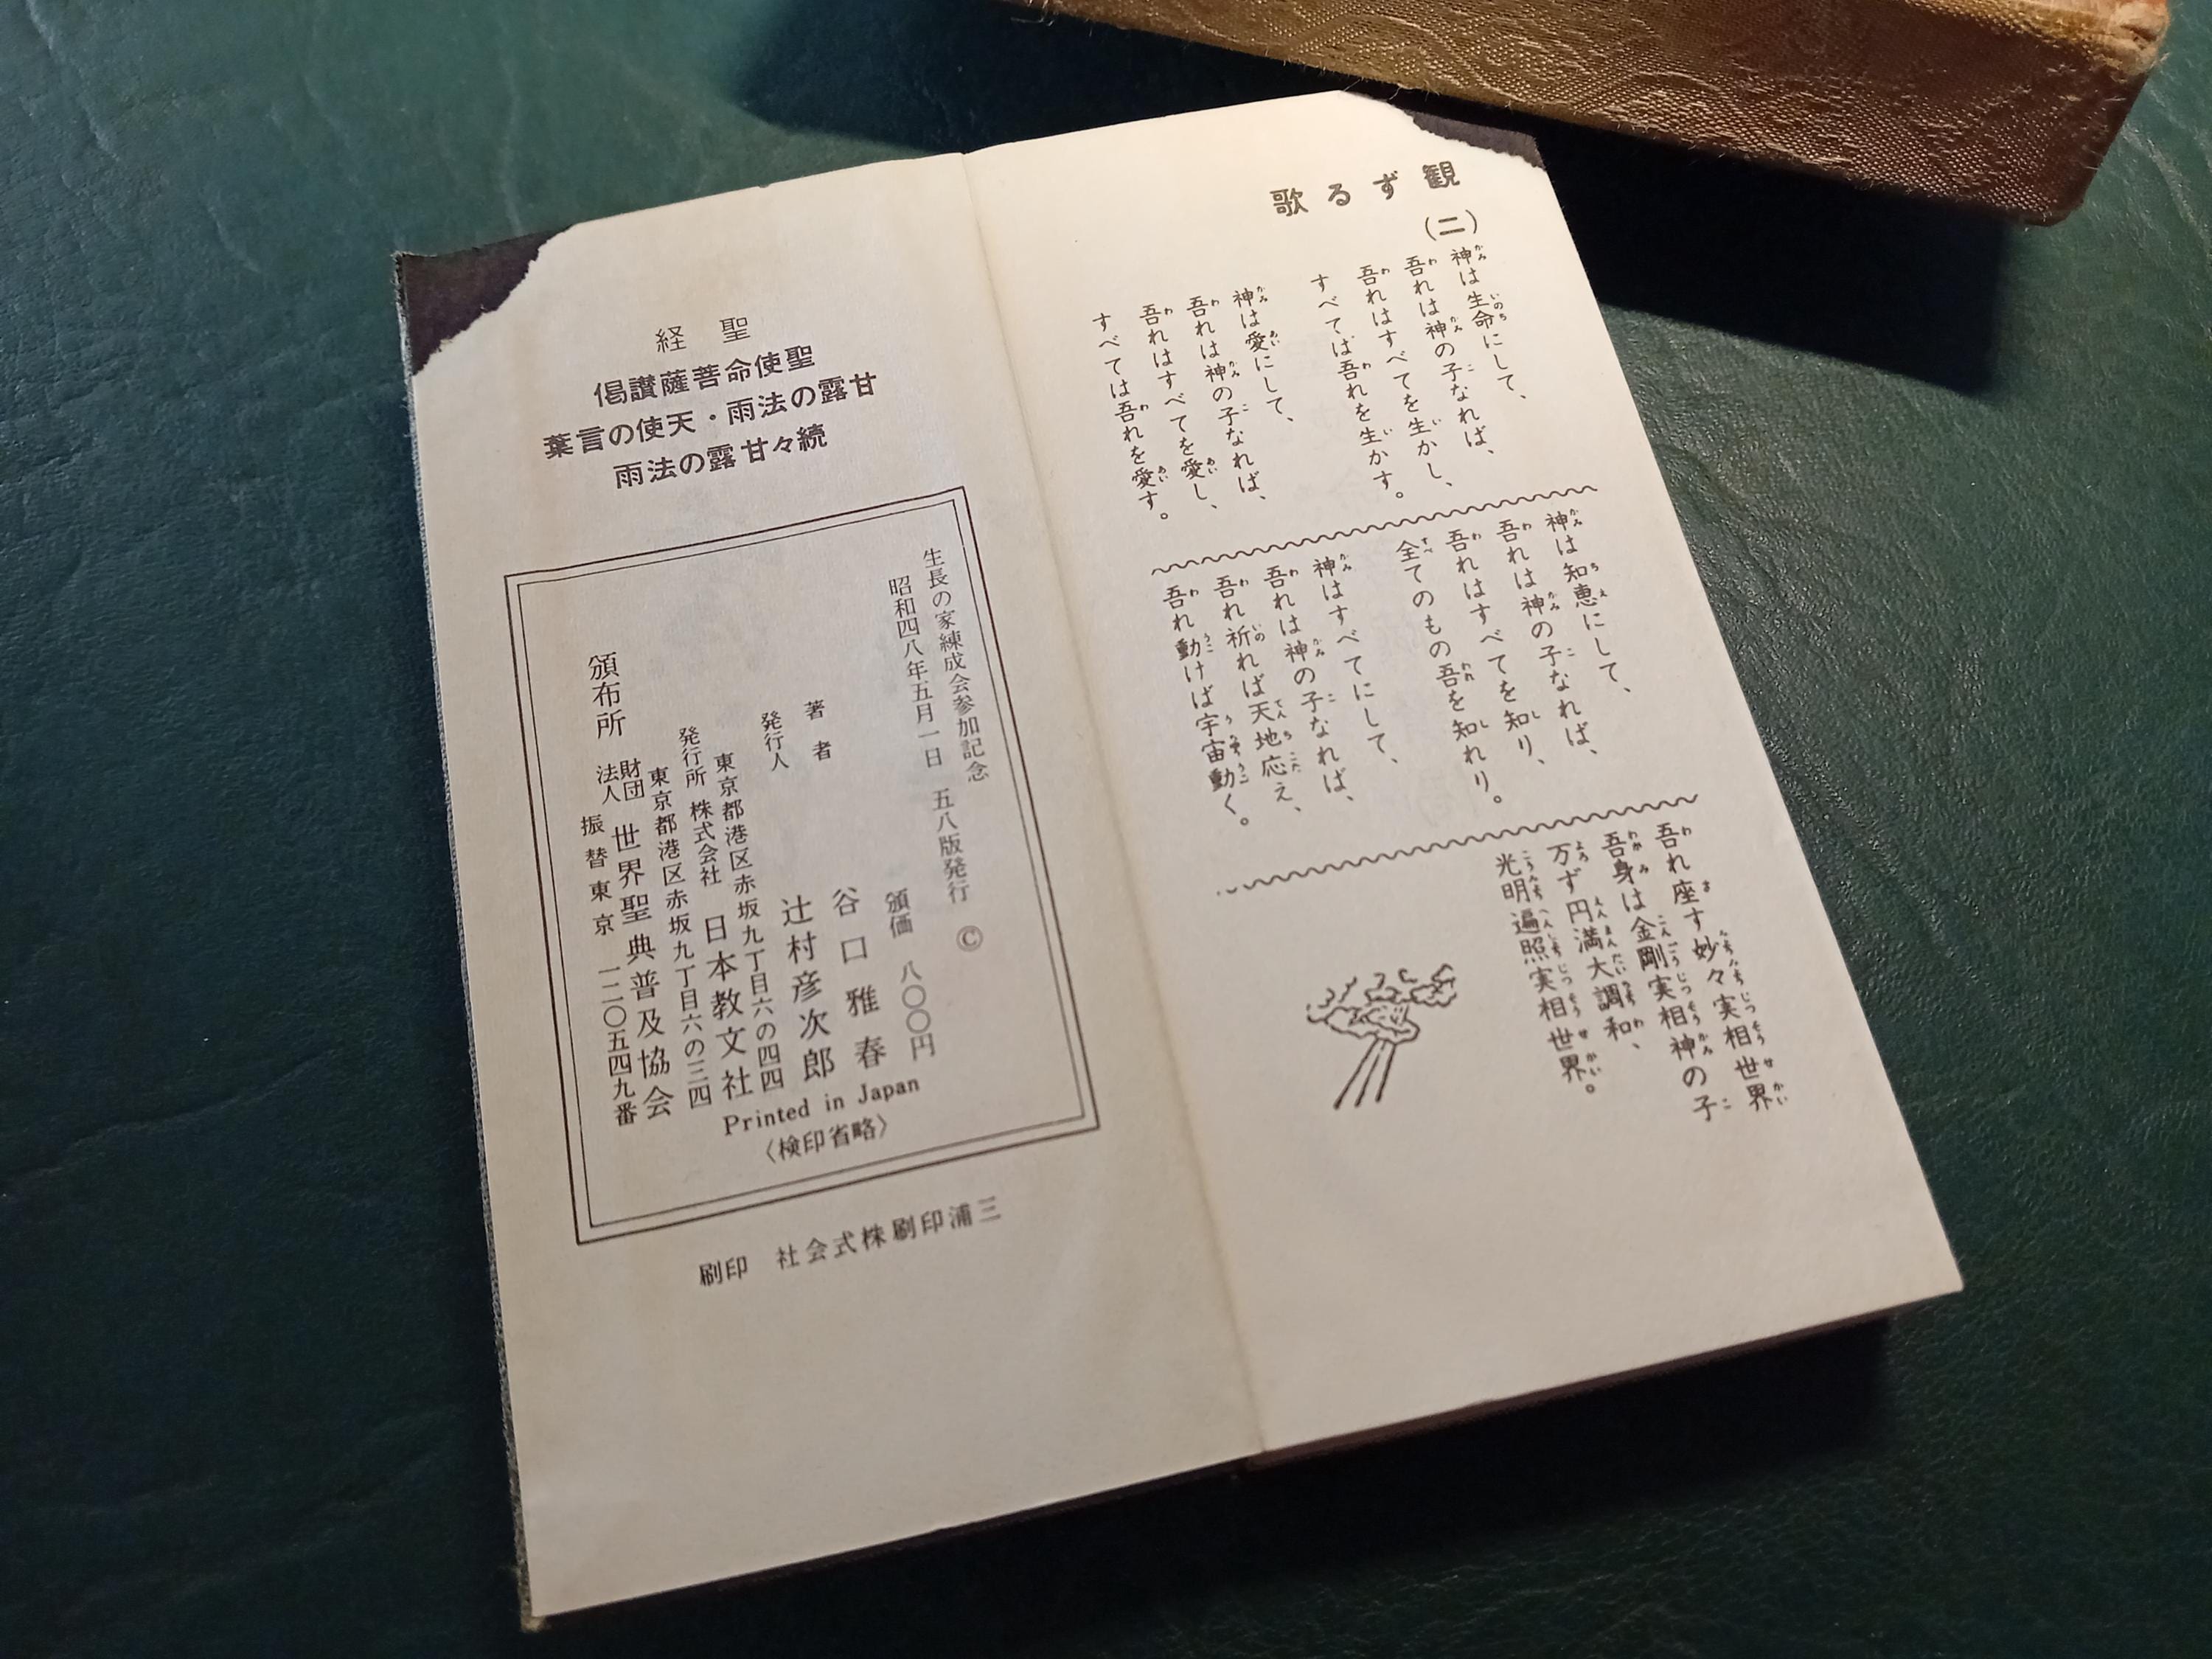 観ずる歌
(二)
神は生命にして、
吾れは神の子なれば、
吾れはすべてを生かし、
すべては吾れを生かす。
神は愛にして、
吾れは神の子なれば、
吾れはすべてを愛し、
すべては吾れを愛す。
神は知恵にして、
吾れは神の子なれば、
吾れはすべてを知り、
全てのもの吾を知れり。
神はすべてにして、
吾れは神の子なれば、
吾れ祈れば天地応え、
吾れ動けば宇宙動く。
吾れ座す妙々実相世界
吾身は金剛実相神の子
万ず円満大調和、
光明遍照実相世界。
聖経
聖使命菩薩讃偈
甘露の法雨・天使の言葉
続々甘露の法雨
生長の家練成会参加記念
昭和四八年五月一日 五八版発行 ©
頒価 八〇〇円
著者 谷口雅春
発行人 辻村彦次郎
東京都港区赤坂九丁目六の四四
発行所 株式会社 日本教文社
東京都港区赤坂九丁目六の三四
頒布所 財団法人 世界聖典普及協会
振替東京 一二〇五四九番
Printed in Japan
〈検印省略〉
三浦印刷株式会社 印刷